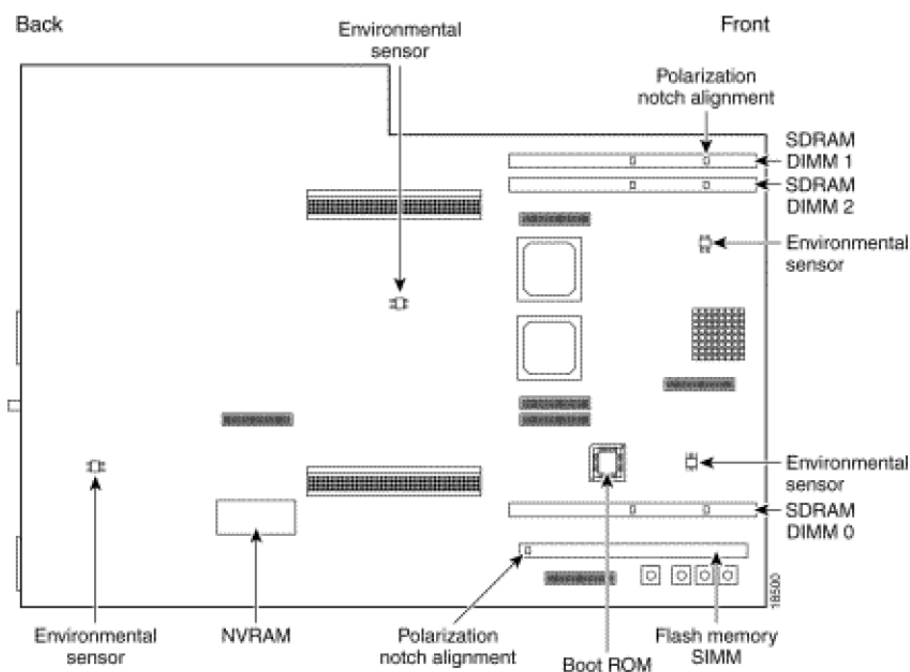 Back
Environmental
sensor
Front
Polarization
notch alignment
SDRAM
DIMM 1
SDRAM
DIMM 2
Environmental
sensor
Environmental
sensor
SDRAM
DIMM 0
18500
Environmental
sensor
NVRAM
Polarization
notch alignment
Boot ROM
Flash memory
SIMM